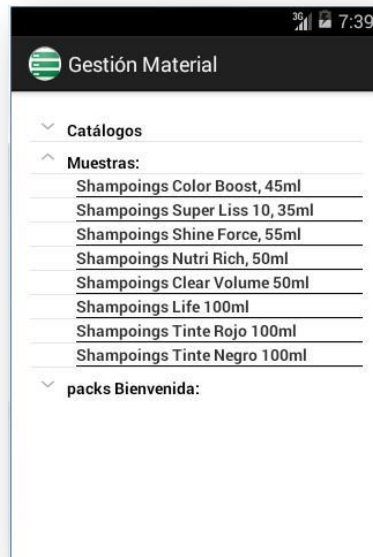 3G 7:39
Gestión Material
Catálogos
Muestras:
Shampoings Color Boost, 45ml
Shampoings Super Liss 10, 35ml
Shampoings Shine Force, 55ml
Shampoings Nutri Rich, 50ml
Shampoings Clear Volume 50ml
Shampoings Life 100ml
Shampoings Tinte Rojo 100ml
Shampoings Tinte Negro 100ml
packs Bienvenida: